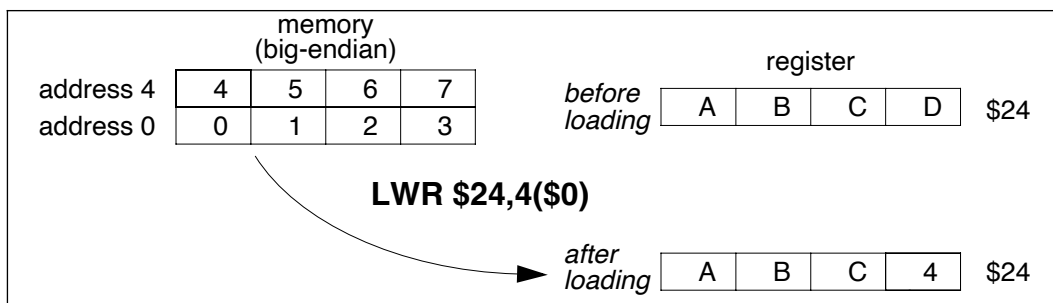 memory
(big-endian)
register
address 4 4 5 6 7
address 0 0 1 2 3
before
loading A B C D $24
LWR $24,4($0)
after
loading A B C 4 $24